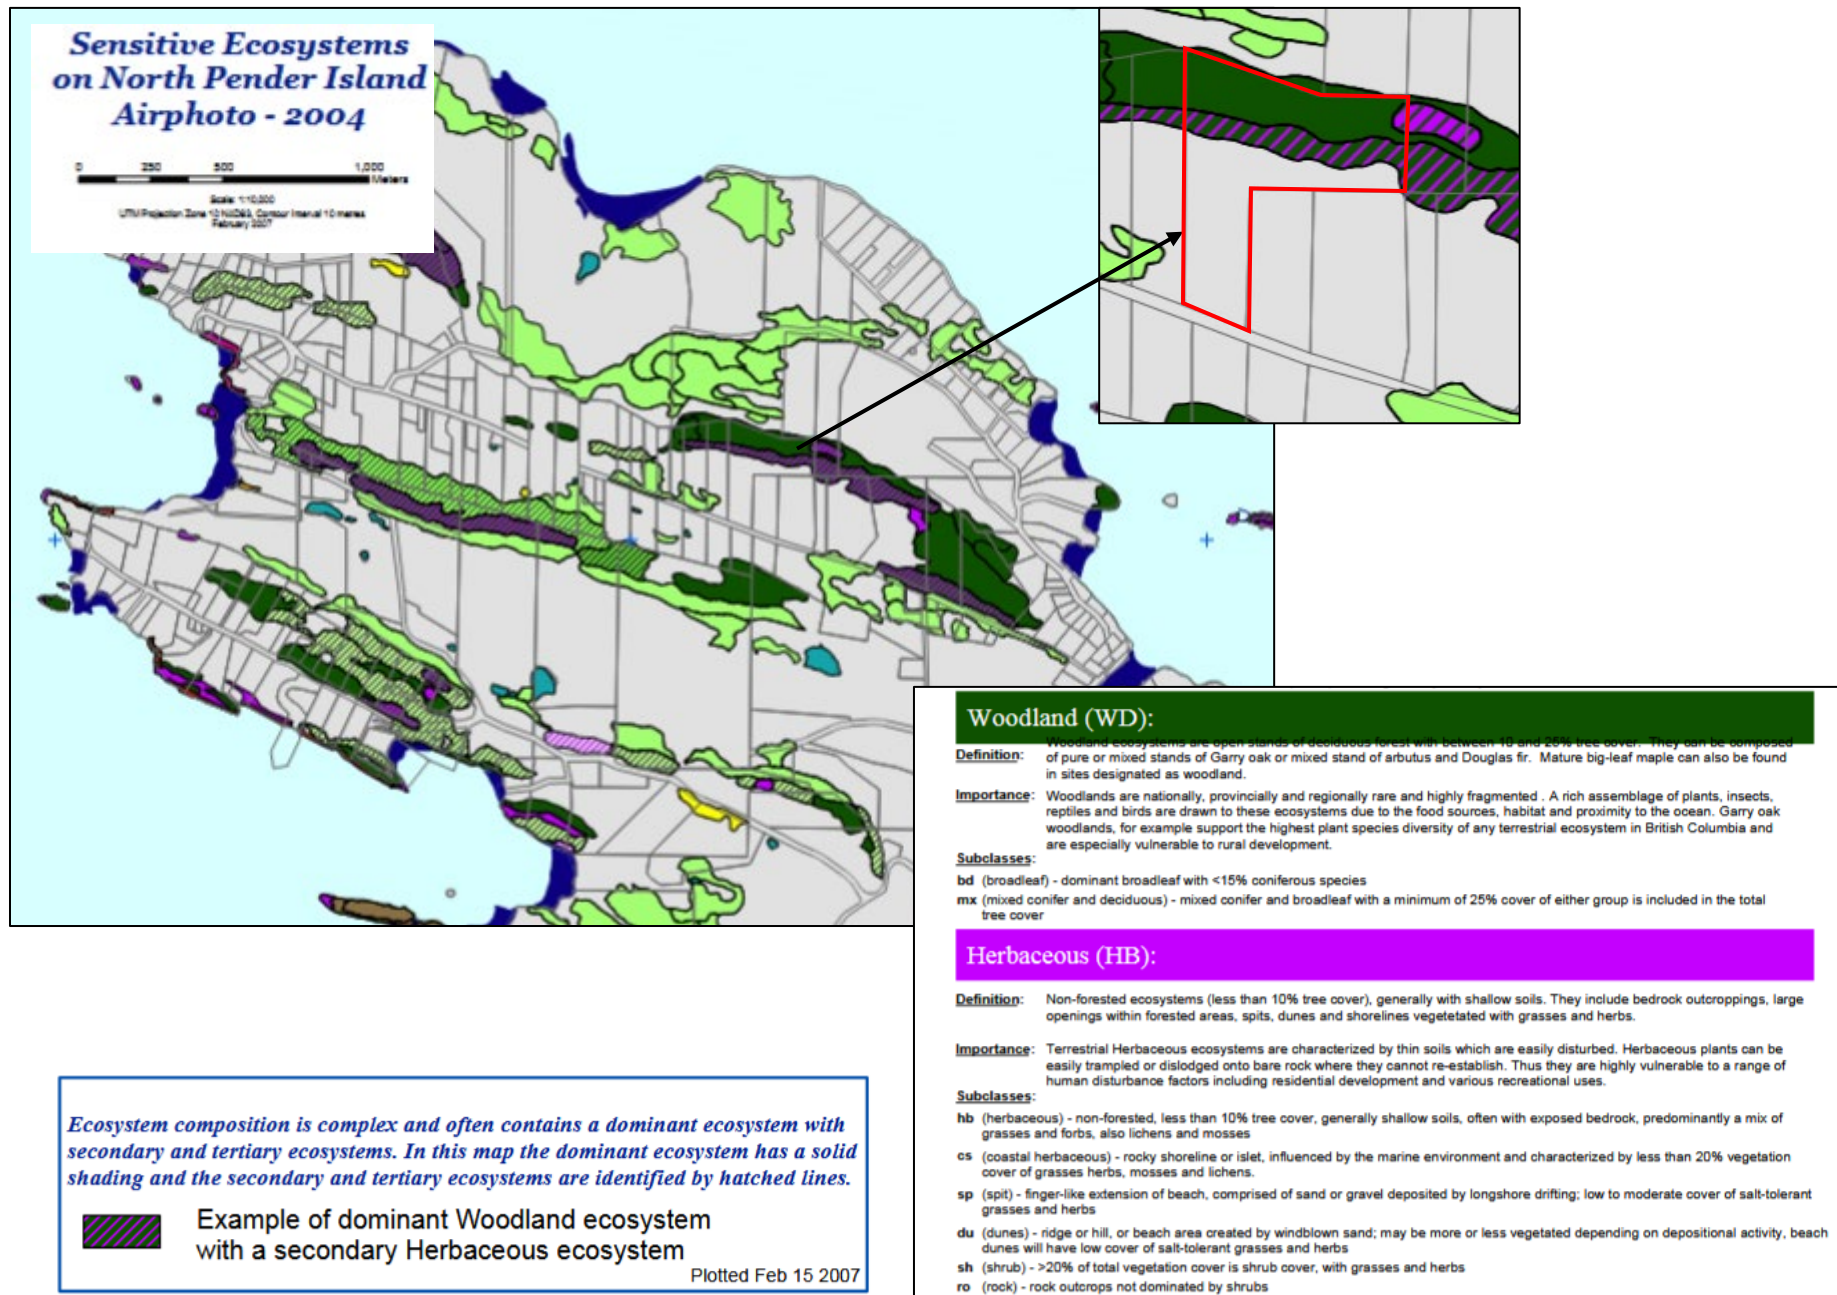 Sensitive Ecosystems
on North Pender Island
Airphoto - 2004
0 250 500 1,000
Meters
Scale: 1:10,000
UTM Projection Zone 10 NAD83, Contour Interval 10 metres
February 2007
Woodland (WD):
Definition: Woodland ecosystems are open stands of deciduous forest with between 10 and 25% tree cover. They can be composed
of pure or mixed stands of Garry oak or mixed stand of arbutus and Douglas fir. Mature big-leaf maple can also be found
in sites designated as woodland.
Importance: Woodlands are nationally, provincially and regionally rare and highly fragmented . A rich assemblage of plants, insects,
reptiles and birds are drawn to these ecosystems due to the food sources, habitat and proximity to the ocean. Garry oak
woodlands, for example support the highest plant species diversity of any terrestrial ecosystem in British Columbia and
are especially vulnerable to rural development.
Subclasses:
bd (broadleaf) - dominant broadleaf with <15% coniferous species
mx (mixed conifer and deciduous) - mixed conifer and broadleaf with a minimum of 25% cover of either group is included in the total
tree cover
Herbaceous (HB):
Definition: Non-forested ecosystems (less than 10% tree cover), generally with shallow soils. They include bedrock outcroppings, large
openings within forested areas, spits, dunes and shorelines vegetetated with grasses and herbs.
Importance: Terrestrial Herbaceous ecosystems are characterized by thin soils which are easily disturbed. Herbaceous plants can be
easily trampled or dislodged onto bare rock where they cannot re-establish. Thus they are highly vulnerable to a range of
human disturbance factors including residential development and various recreational uses.
Subclasses:
hb (herbaceous) - non-forested, less than 10% tree cover, generally shallow soils, often with exposed bedrock, predominantly a mix of
grasses and forbs, also lichens and mosses
cs (coastal herbaceous) - rocky shoreline or islet, influenced by the marine environment and characterized by less than 20% vegetation
cover of grasses herbs, mosses and lichens.
sp (spit) - finger-like extension of beach, comprised of sand or gravel deposited by longshore drifting; low to moderate cover of salt-tolerant
grasses and herbs
du (dunes) - ridge or hill, or beach area created by windblown sand; may be more or less vegetated depending on depositional activity, beach
dunes will have low cover of salt-tolerant grasses and herbs
sh (shrub) - >20% of total vegetation cover is shrub cover, with grasses and herbs
ro (rock) - rock outcrops not dominated by shrubs
Ecosystem composition is complex and often contains a dominant ecosystem with
secondary and tertiary ecosystems. In this map the dominant ecosystem has a solid
shading and the secondary and tertiary ecosystems are identified by hatched lines.
Example of dominant Woodland ecosystem
with a secondary Herbaceous ecosystem
Plotted Feb 15 2007